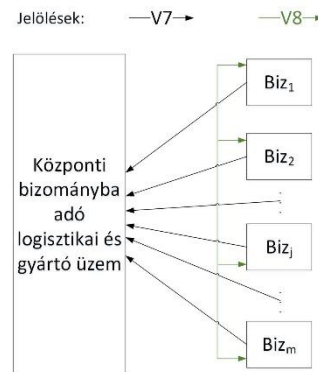 Jelölések: V7 V8
Biz1
Biz2
Központi
bizományba
adó
logisztikai és
gyártó üzem
Bizj
Bizm